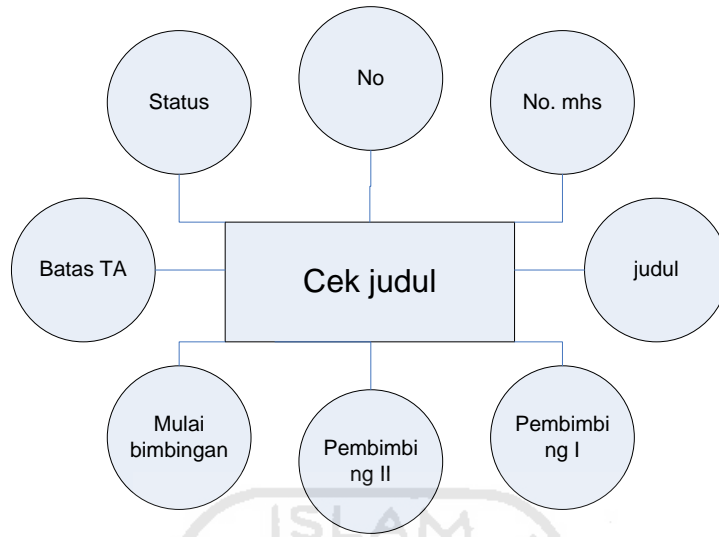 No
Status
No. mhs
Batas TA
Cek judul
judul
Mulai
bimbingan
Pembimbi
ng II
Pembimbi
ng I
ISLAM